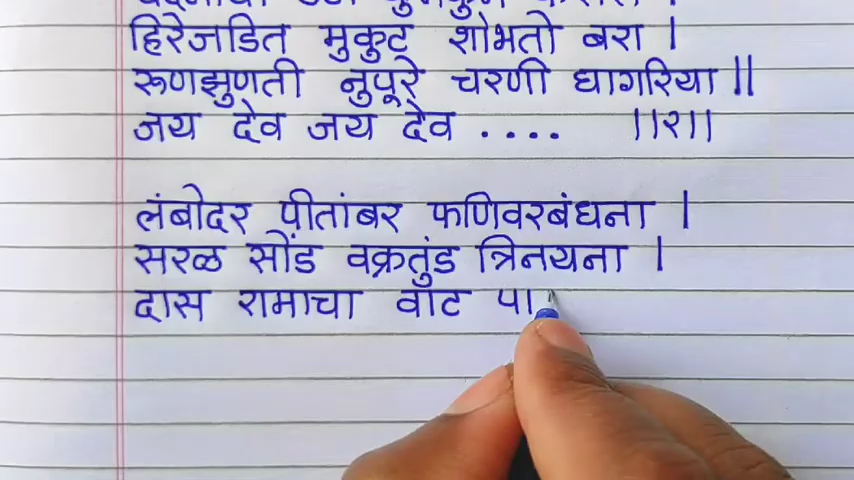 हिरेजडित मुकुट शोभतो बरा |
रूणझुणती नुपूरे चरणी घागरिया ||
जय देव जय देव .... ||२||
लंबोदर पीतांबर फणिवरबंधना |
सरळ सोंड वक्रतुंड त्रिनयना |
दास रामाचा वाट पा